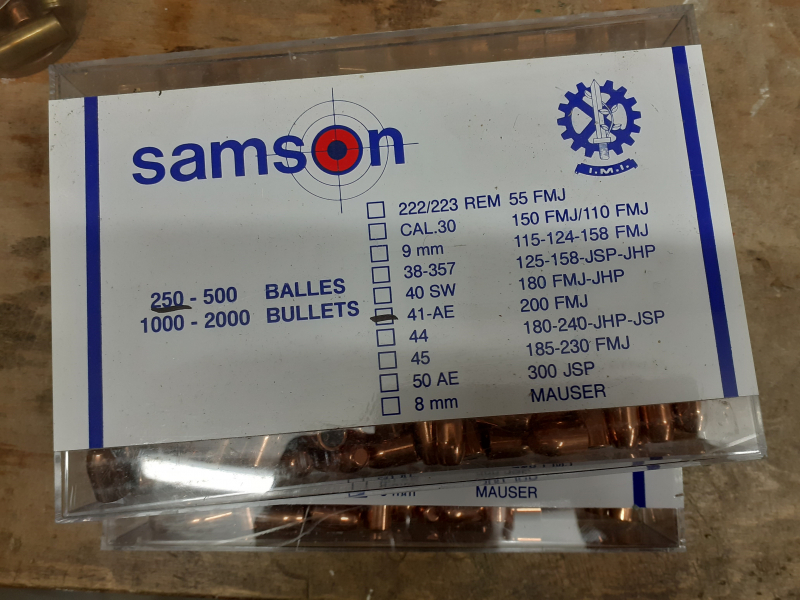 samson
I.M.I.
222/223 REM 55 FMJ
CAL.30 150 FMJ/110 FMJ
9 mm 115-124-158 FMJ
38-357 125-158-JSP-JHP
40 SW 180 FMJ-JHP
41-AE 200 FMJ
44 180-240-JHP-JSP
45 185-230 FMJ
50 AE 300 JSP
8 mm MAUSER
250 - 500 BALLES
1000 - 2000 BULLETS
mm MAUSER